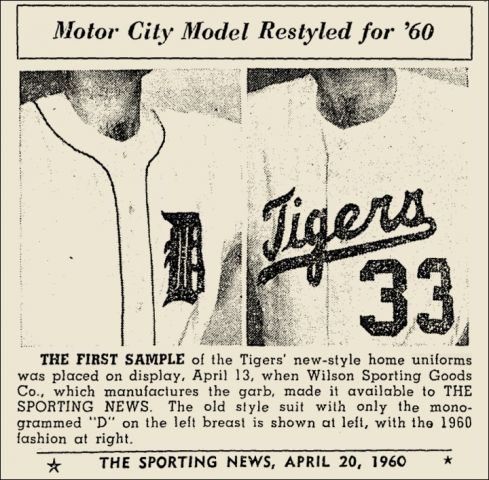 Motor City Model Restyled for '60
D
Tigers
33
THE FIRST SAMPLE of the Tigers' new-style home uniforms
was placed on display, April 13, when Wilson Sporting Goods
Co., which manufactures the garb, made it available to THE
SPORTING NEWS. The old style suit with only the mono-
grammed "D" on the left breast is shown at left, with the 1960
fashion at right.
☆ THE SPORTING NEWS, APRIL 20, 1960 ★